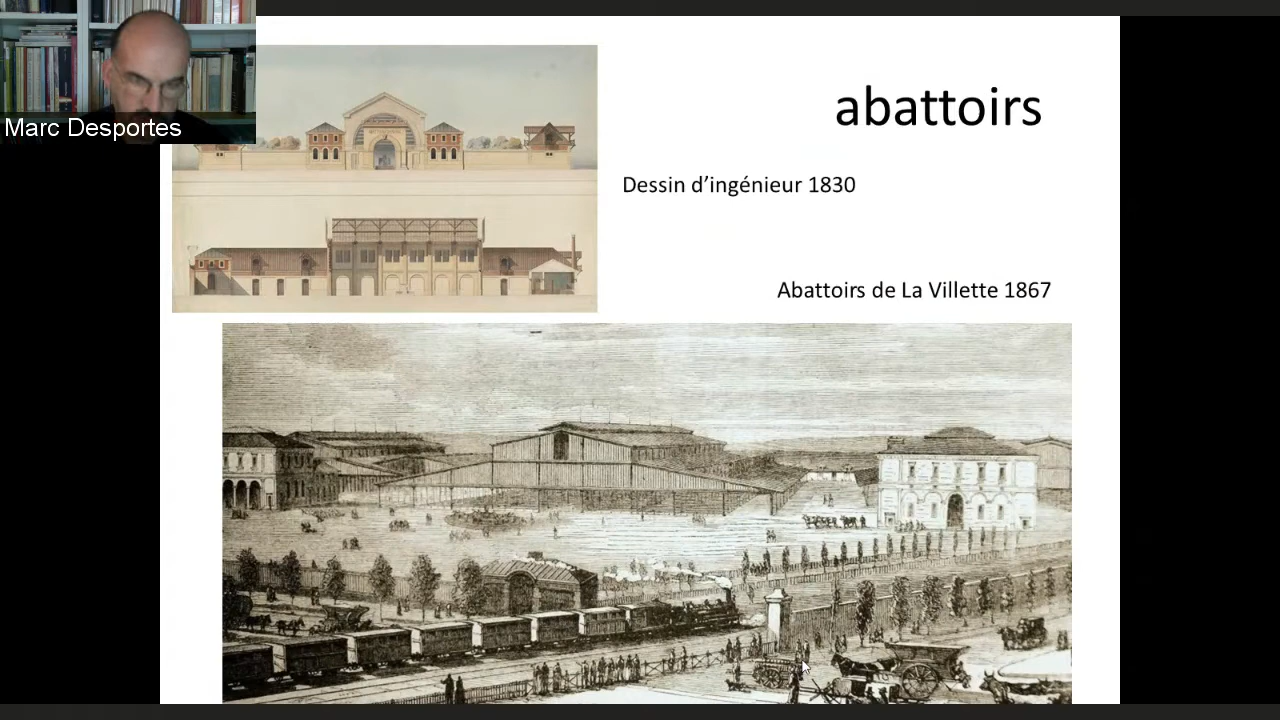 Marc Desportes
abattoirs
Dessin d’ingénieur 1830
Abattoirs de La Villette 1867